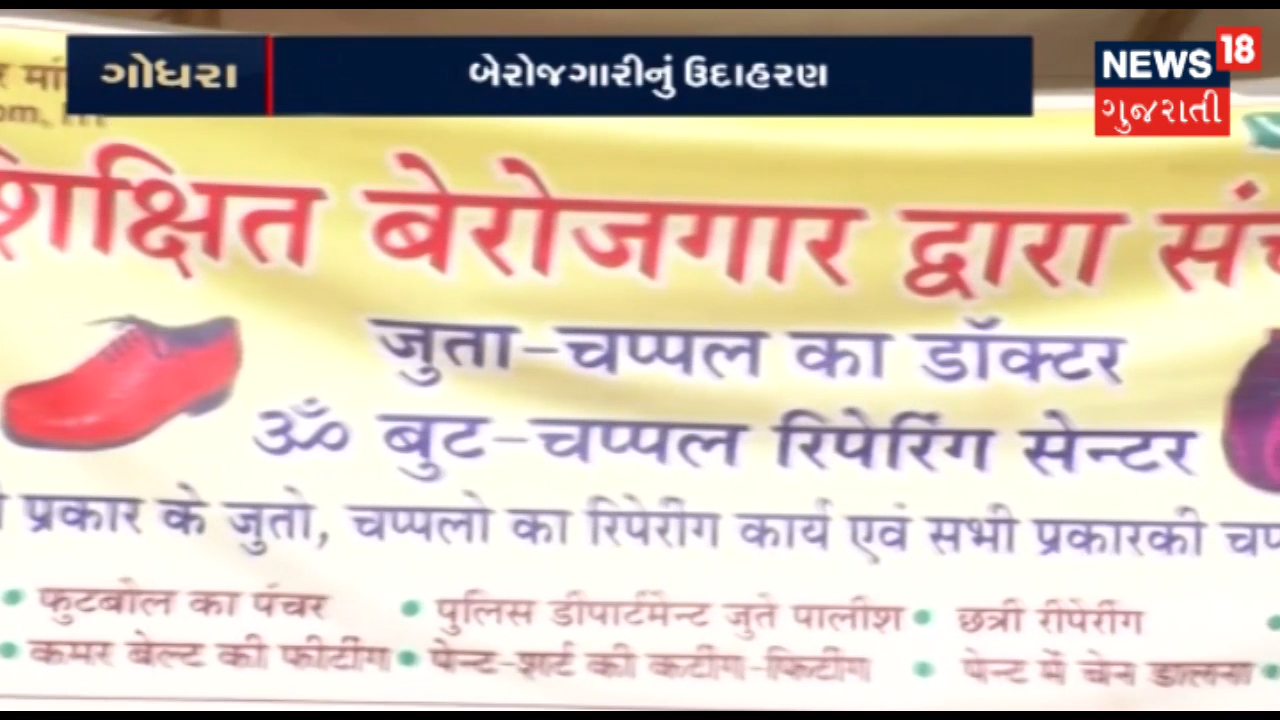 ગોધરા
બેરોજગારીનું ઉદાહરણ
NEWS 18
ગુજરાતી
शिक्षित बेरोजगार द्वारा
जुता-चप्पल का डॉक्टर
ॐ बुट-चप्पल रिपेरिंग सेन्टर
प्रकार के जुतो, चप्पलो का रिपेरींग कार्य एवं सभी प्रकारकी
• फुटबोल का पंचर • पुलिस डीपार्टमेन्ट जुते पालीश • छत्री रीपेरींग
• कमर बेल्ट की फीटींग • पेन्ट-शर्ट की कटींग-फिटींग • पेन्ट में चेन डालना